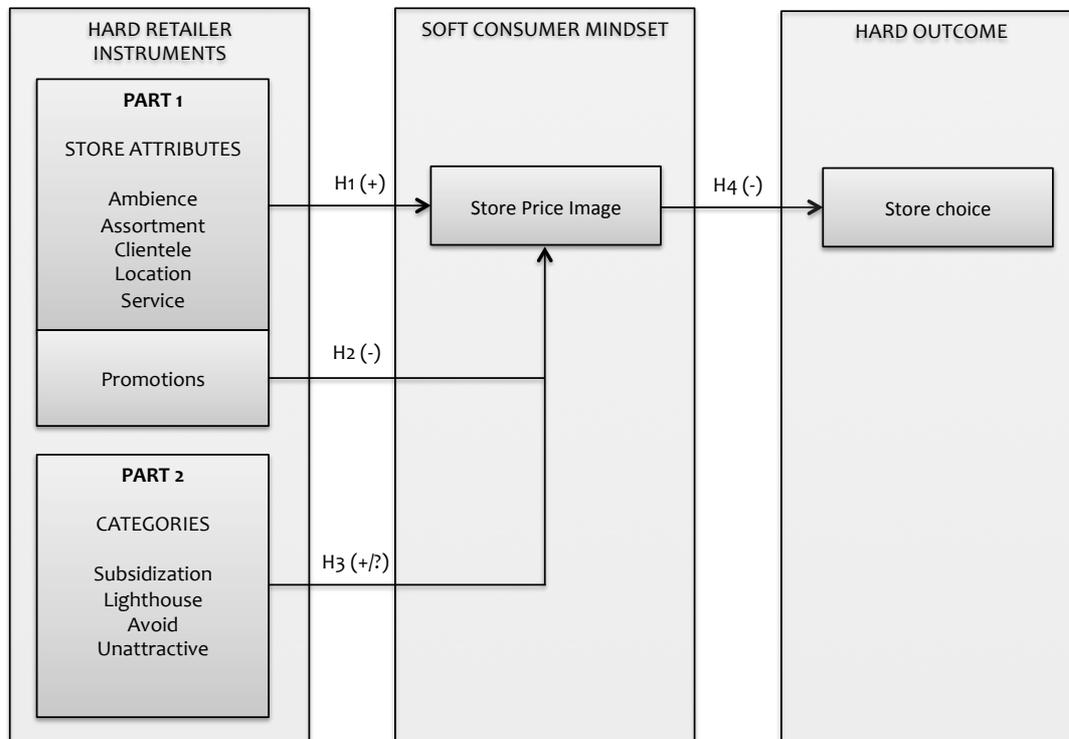 HARD RETAILER
INSTRUMENTS
PART 1
STORE ATTRIBUTES
Ambience
Assortment
Clientele
Location
Service
Promotions
PART 2
CATEGORIES
Subsidization
Lighthouse
Avoid
Unattractive
H1 (+)
H2 (-)
H3 (+/?)
SOFT CONSUMER MINDSET
Store Price Image
H4 (-)
HARD OUTCOME
Store choice